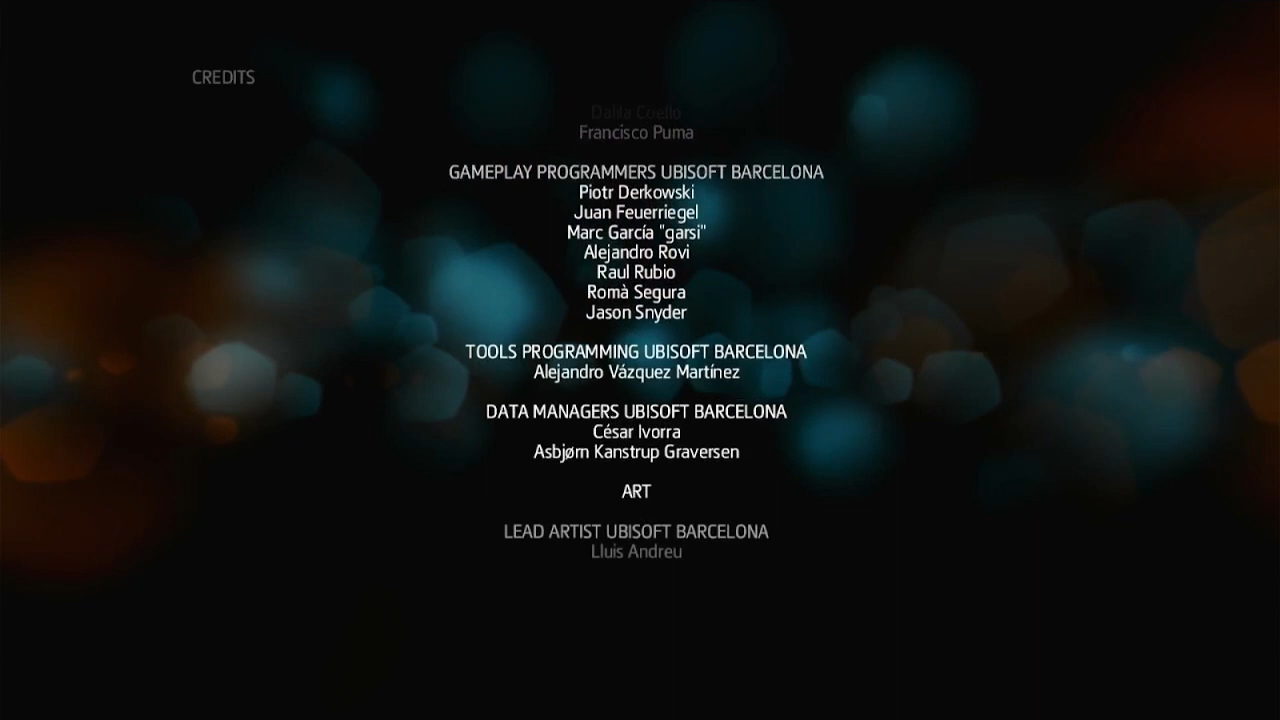 CREDITS
Dalila Coello
Francisco Puma
GAMEPLAY PROGRAMMERS UBISOFT BARCELONA
Piotr Derkowski
Juan Feuerriegel
Marc García "garsi"
Alejandro Rovi
Raul Rubio
Romà Segura
Jason Snyder
TOOLS PROGRAMMING UBISOFT BARCELONA
Alejandro Vázquez Martínez
DATA MANAGERS UBISOFT BARCELONA
César Ivorra
Asbjørn Kanstrup Graversen
ART
LEAD ARTIST UBISOFT BARCELONA
Lluis Andreu